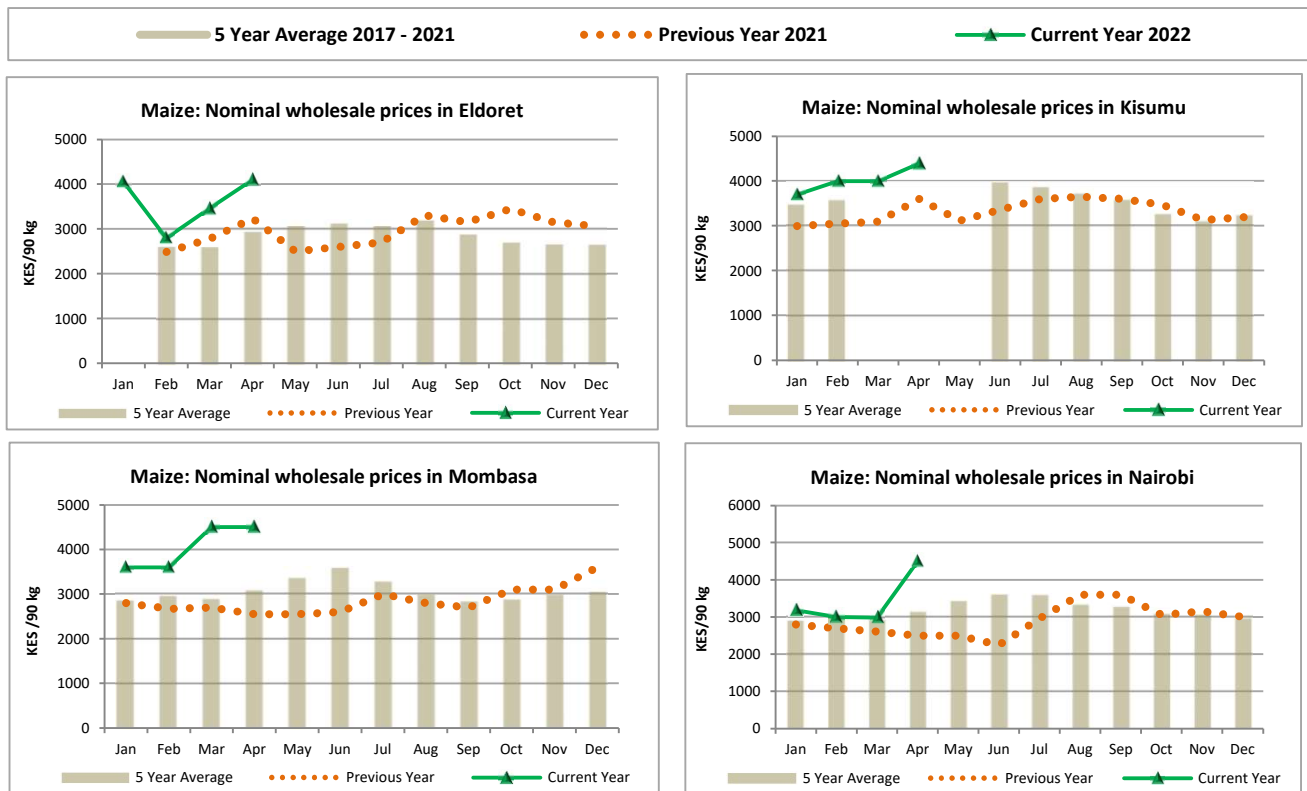 5 Year Average 2017 - 2021 Previous Year 2021 Current Year 2022
Maize: Nominal wholesale prices in Eldoret
KES/90 kg
5000
4000
3000
2000
1000
0
Jan Feb Mar Apr May Jun Jul Aug Sep Oct Nov Dec
5 Year Average Previous Year Current Year
Maize: Nominal wholesale prices in Kisumu
KES/90 kg
5000
4000
3000
2000
1000
0
Jan Feb Mar Apr May Jun Jul Aug Sep Oct Nov Dec
5 Year Average Previous Year Current Year
Maize: Nominal wholesale prices in Mombasa
KES/90 kg
5000
4000
3000
2000
1000
0
Jan Feb Mar Apr May Jun Jul Aug Sep Oct Nov Dec
5 Year Average Previous Year Current Year
Maize: Nominal wholesale prices in Nairobi
KES/90 kg
6000
5000
4000
3000
2000
1000
0
Jan Feb Mar Apr May Jun Jul Aug Sep Oct Nov Dec
5 Year Average Previous Year Current Year